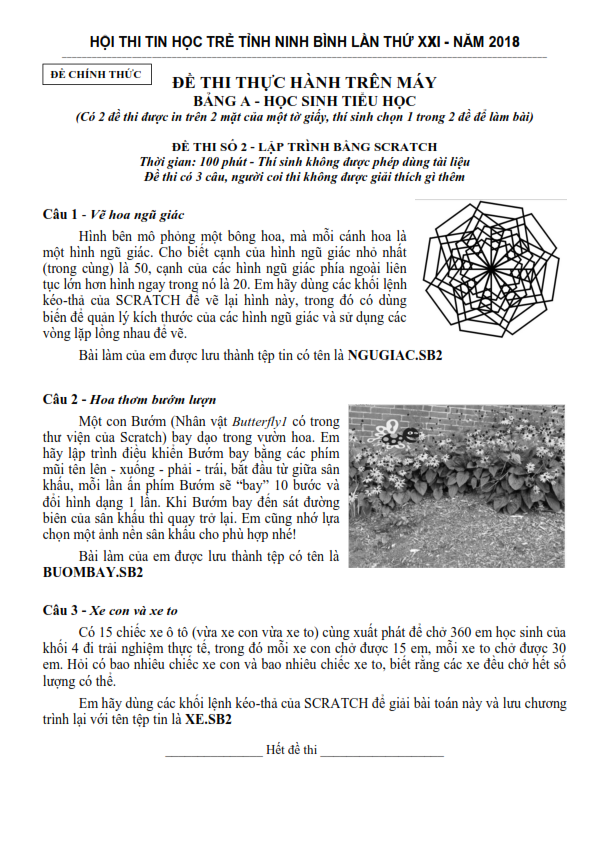 HỘI THI TIN HỌC TRẺ TỈNH NINH BÌNH LẦN THỨ XXI - NĂM 2018
ĐỀ CHÍNH THỨC
ĐỀ THI THỰC HÀNH TRÊN MÁY
BẢNG A - HỌC SINH TIỂU HỌC
(Có 2 đề thi được in trên 2 mặt của một tờ giấy, thí sinh chọn 1 trong 2 đề để làm bài)
ĐỀ THI SỐ 2 - LẬP TRÌNH BẰNG SCRATCH
Thời gian: 100 phút - Thí sinh không được phép dùng tài liệu
Đề thi có 3 câu, người coi thi không được giải thích gì thêm
Câu 1 - Vẽ hoa ngũ giác
Hình bên mô phỏng một bông hoa, mà mỗi cánh hoa là
một hình ngũ giác. Cho biết cạnh của hình ngũ giác nhỏ nhất
(trong cùng) là 50, cạnh của các hình ngũ giác phía ngoài liên
tục lớn hơn hình ngay trong nó là 20. Em hãy dùng các khối lệnh
kéo-thả của SCRATCH để vẽ lại hình này, trong đó có dùng
biến để quản lý kích thước của các hình ngũ giác và sử dụng các
vòng lặp lồng nhau để vẽ.
Bài làm của em được lưu thành tệp tin có tên là NGUGIAC.SB2
Câu 2 - Hoa thơm bướm lượn
Một con Bướm (Nhân vật Butterfly1 có trong
thư viện của Scratch) bay dạo trong vườn hoa. Em
hãy lập trình điều khiển Bướm bay bằng các phím
mũi tên lên - xuống - phải - trái, bắt đầu từ giữa sân
khấu, mỗi lần ấn phím Bướm sẽ “bay” 10 bước và
đổi hình dạng 1 lần. Khi Bướm bay đến sát đường
biên của sân khấu thì quay trở lại. Em cũng nhớ lựa
chọn một ảnh nền sân khấu cho phù hợp nhé!
Bài làm của em được lưu thành tệp có tên là
BUOMBAY.SB2
Câu 3 - Xe con và xe to
Có 15 chiếc xe ô tô (vừa xe con vừa xe to) cùng xuất phát để chở 360 em học sinh của
khối 4 đi trải nghiệm thực tế, trong đó mỗi xe con chở được 15 em, mỗi xe to chở được 30
em. Hỏi có bao nhiêu chiếc xe con và bao nhiêu chiếc xe to, biết rằng các xe đều chở hết số
lượng có thể.
Em hãy dùng các khối lệnh kéo-thả của SCRATCH để giải bài toán này và lưu chương
trình lại với tên tệp tin là XE.SB2
_______________ Hết đề thi ___________________